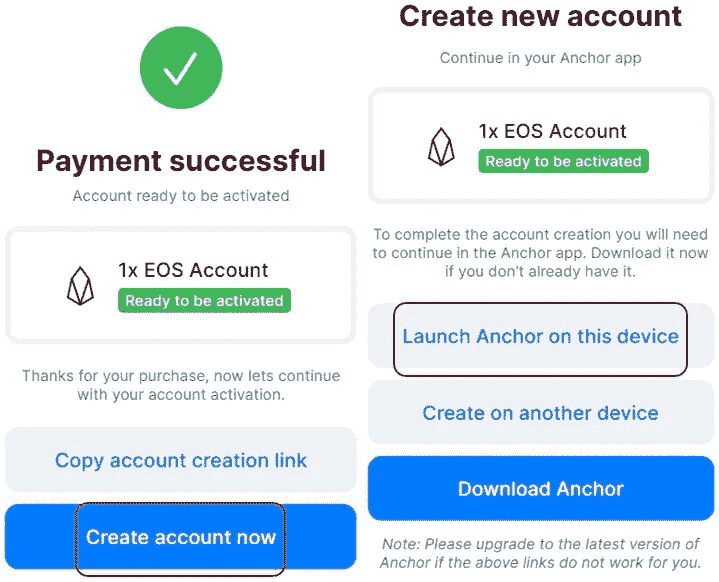 Payment successful
Account ready to be activated
1x EOS Account
Ready to be activated
Thanks for your purchase, now lets continue
with your account activation.
Copy account creation link
Create account now
Create new account
Continue in your Anchor app
1x EOS Account
Ready to be activated
To complete the account creation you will need
to continue in the Anchor app. Download it now
if you don't already have it.
Launch Anchor on this device
Create on another device
Download Anchor
Note: Please upgrade to the latest version of
Anchor if the above links do not work for you.